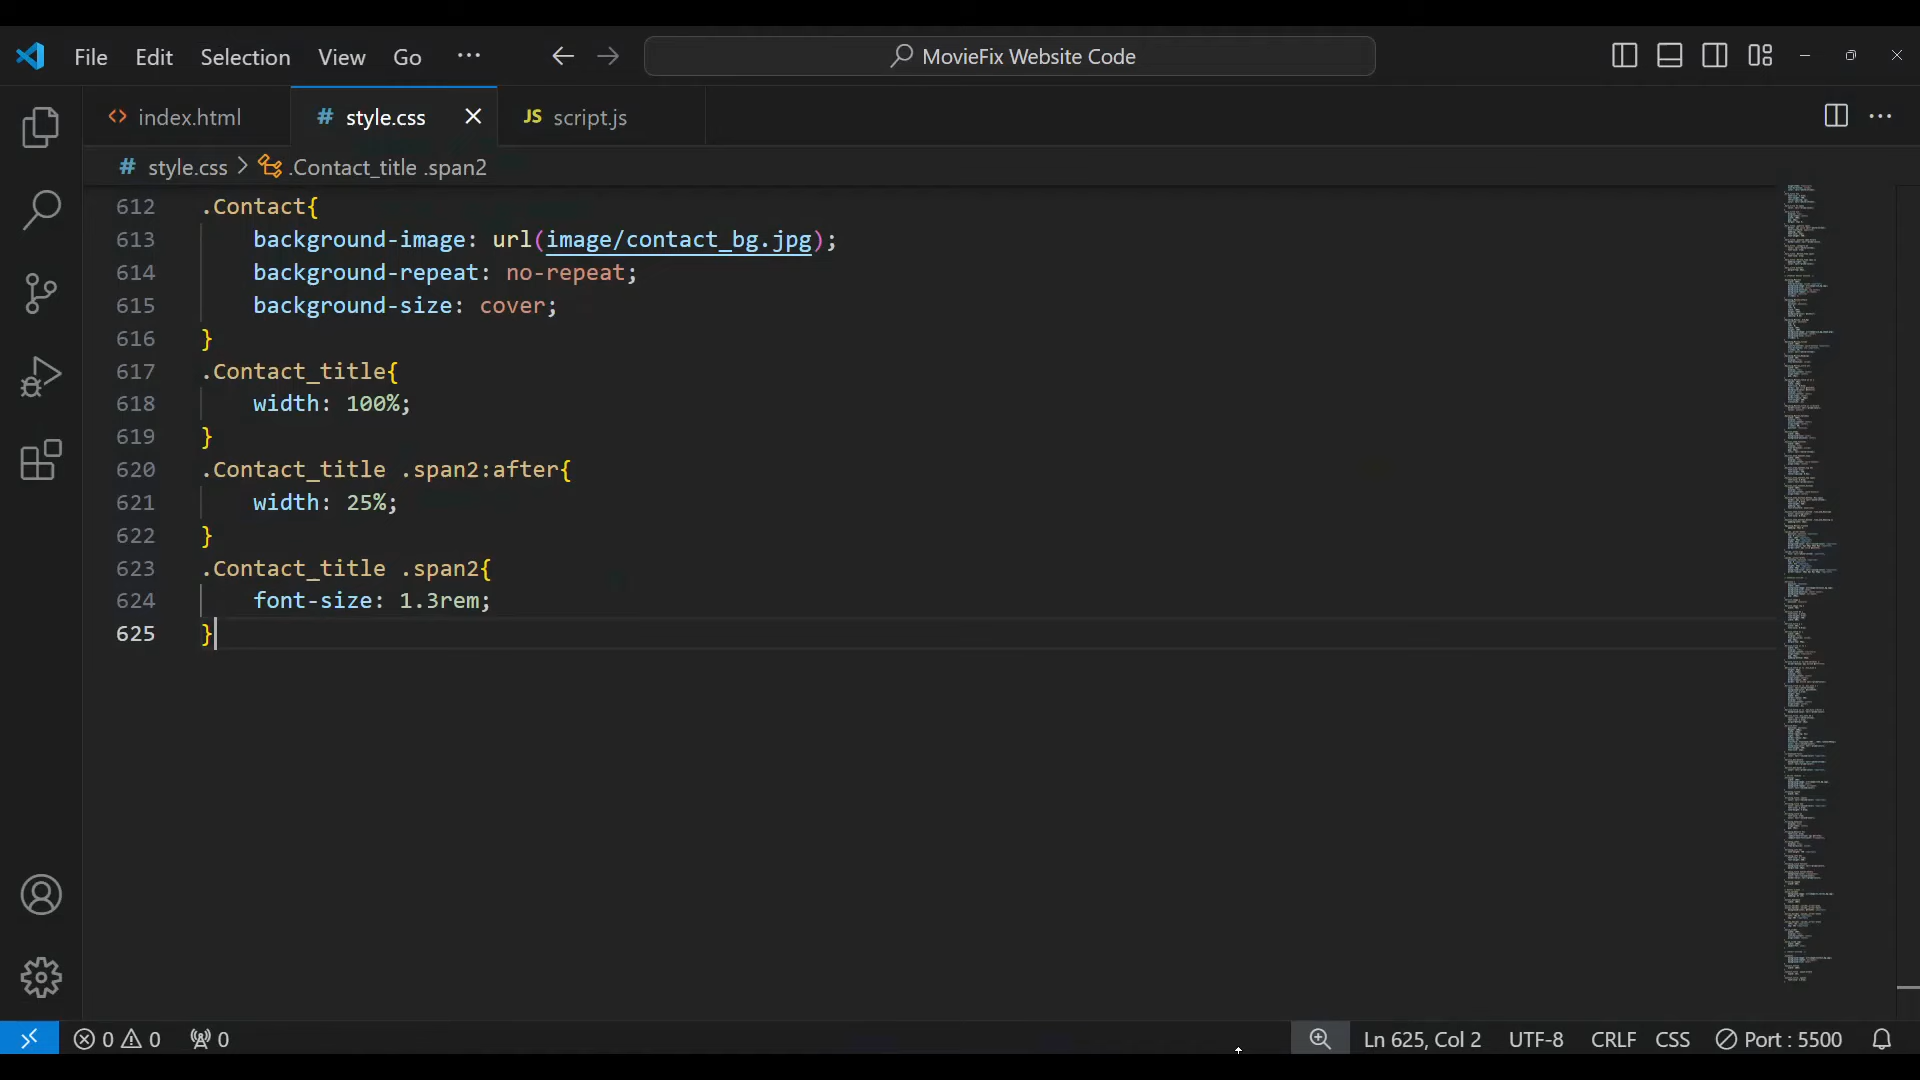 File Edit Selection View Go ··· MovieFix Website Code
index.html # style.css JS script.js
# style.css > .Contact_title .span2
612 .Contact{
613 background-image: url(image/contact_bg.jpg);
614 background-repeat: no-repeat;
615 background-size: cover;
616 }
617 .Contact_title{
618 width: 100%;
619 }
620 .Contact_title .span2:after{
621 width: 25%;
622 }
623 .Contact_title .span2{
624 font-size: 1.3rem;
625 }
0 0 0 Ln 625, Col 2 UTF-8 CRLF CSS Port : 5500